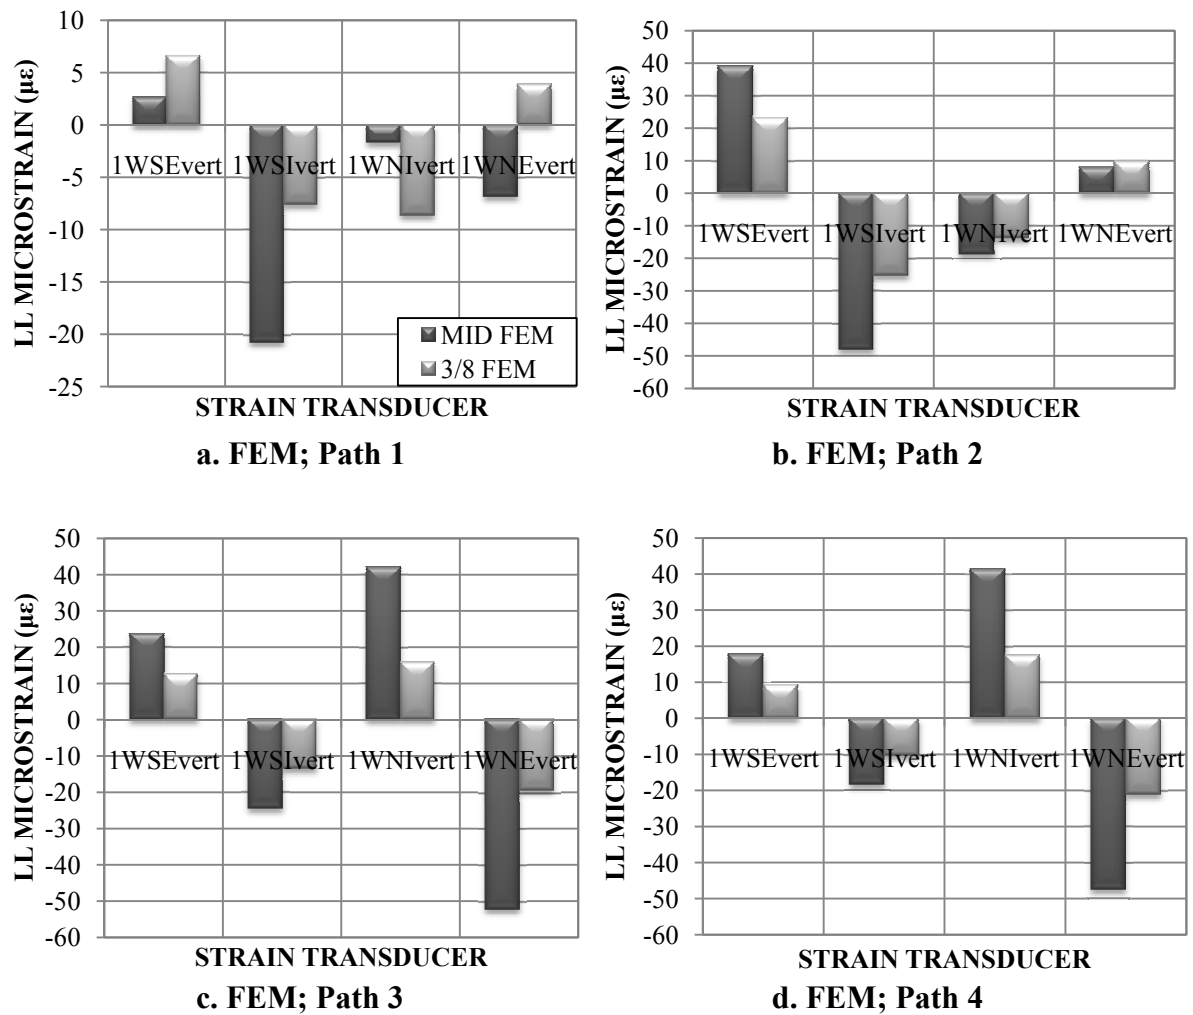 10
5
0
-5
-10
-15
-20
-25
LL MICROSTRAIN (με)
1WSEvert 1WSIvert 1WNIvert 1WNEvert
MID FEM
3/8 FEM
STRAIN TRANSDUCER
a. FEM; Path 1
50
40
30
20
10
0
-10
-20
-30
-40
-50
-60
LL MICROSTRAIN (με)
1WSEvert 1WSIvert 1WNIvert 1WNEvert
STRAIN TRANSDUCER
b. FEM; Path 2
50
40
30
20
10
0
-10
-20
-30
-40
-50
-60
LL MICROSTRAIN (με)
1WSEvert 1WSIvert 1WNIvert 1WNEvert
STRAIN TRANSDUCER
c. FEM; Path 3
50
40
30
20
10
0
-10
-20
-30
-40
-50
-60
LL MICROSTRAIN (με)
1WSEvert 1WSIvert 1WNIvert 1WNEvert
STRAIN TRANSDUCER
d. FEM; Path 4